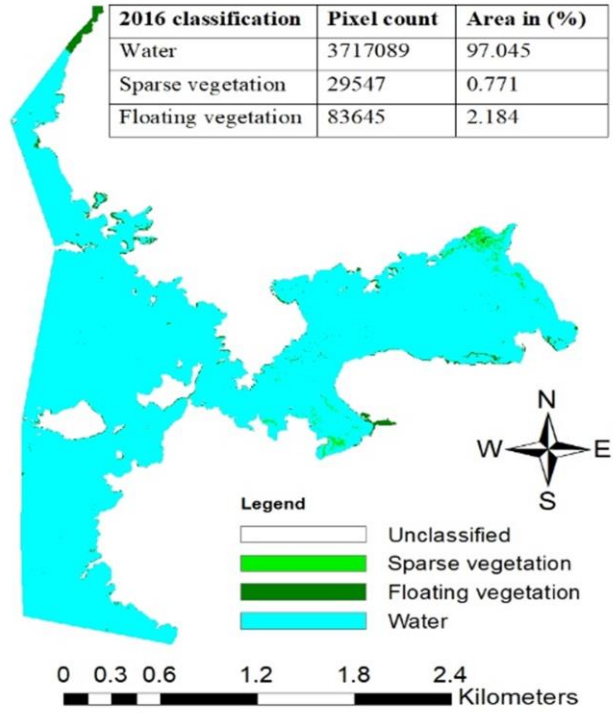 2016 classification Pixel count Area in (%)
Water 3717089 97.045
Sparse vegetation 29547 0.771
Floating vegetation 83645 2.184
N
W E
S
Legend
Unclassified
Sparse vegetation
Floating vegetation
Water
0 0.3 0.6 1.2 1.8 2.4
Kilometers